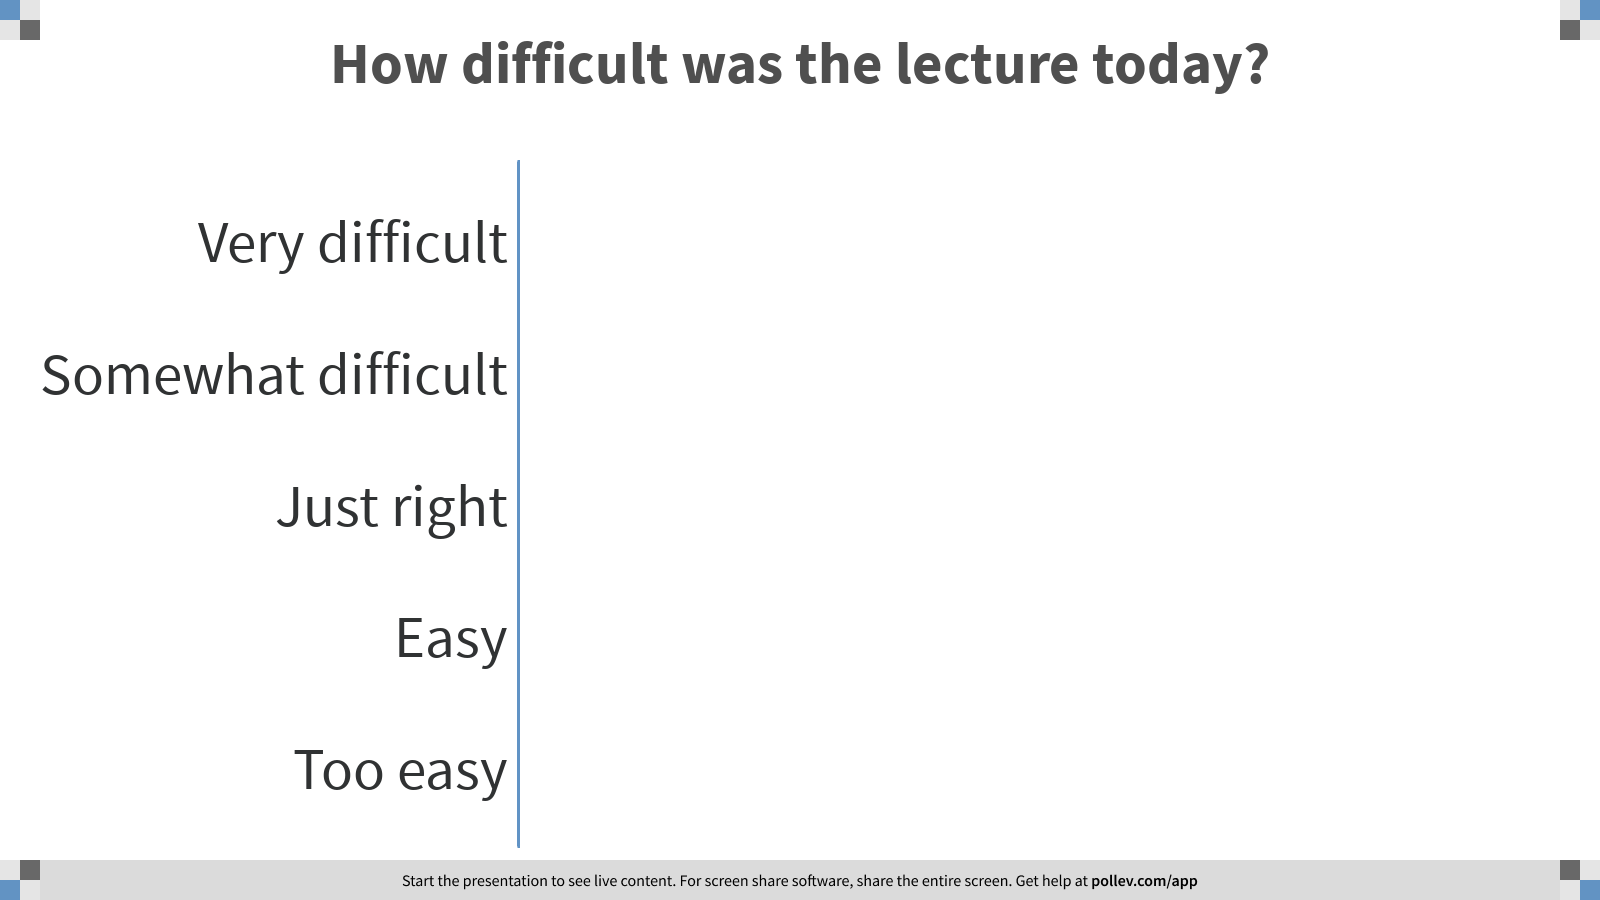 How difficult was the lecture today?
Very difficult
Somewhat difficult
Just right
Easy
Too easy
Start the presentation to see live content. For screen share software, share the entire screen. Get help at pollev.com/app